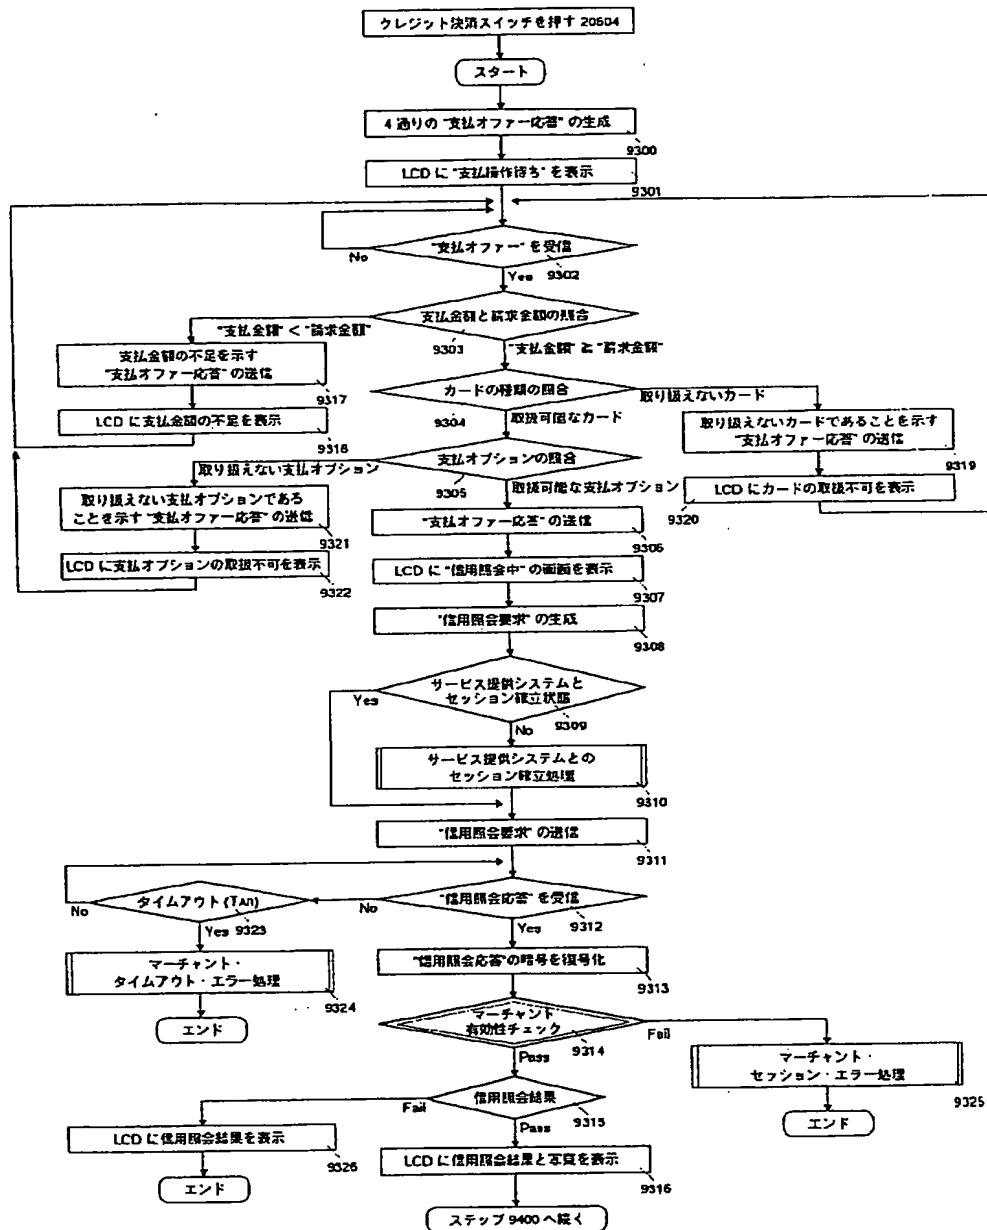 クレジット決済スイッチを押す 20604
スタート
4 通りの "支払オファー応答" の生成
9300
LCD に "支払操作待ち" を表示
9301
"支払オファー" を受信
No
9302
Yes
支払金額と請求金額の照合
9303
"支払金額" < "請求金額"
"支払金額" ≧ "請求金額"
支払金額の不足を示す
"支払オファー応答" の送信
9317
カードの種類の照合
9304
取り扱えないカード
取扱可能なカード
LCD に支払金額の不足を表示
9318
取り扱えないカードであることを示す
"支払オファー応答" の送信
9319
支払オプションの照合
9305
取り扱えない支払オプション
取扱可能な支払オプション
LCD にカードの取扱不可を表示
9320
取り扱えない支払オプションである
ことを示す "支払オファー応答" の送信
9321
"支払オファー応答" の送信
9306
LCD に支払オプションの取扱不可を表示
9322
LCD に "信用照会中" の画面を表示
9307
"信用照会要求" の生成
9308
サービス提供システムと
セッション確立状態
9309
Yes
No
サービス提供システムとの
セッション確立処理
9310
"信用照会要求" の送信
9311
"信用照会応答" を受信
9312
No
Yes
タイムアウト (TAn)
9323
No
Yes
マーチャント・
タイムアウト・エラー処理
9324
エンド
"信用照会応答" の暗号を復号化
9313
マーチャント
有効性チェック
9314
Fail
Pass
マーチャント・
セッション・エラー処理
9325
エンド
信用照会結果
9315
Fail
Pass
LCD に信用照会結果を表示
9326
エンド
LCD に信用照会結果と写真を表示
9316
ステップ 9400 へ続く